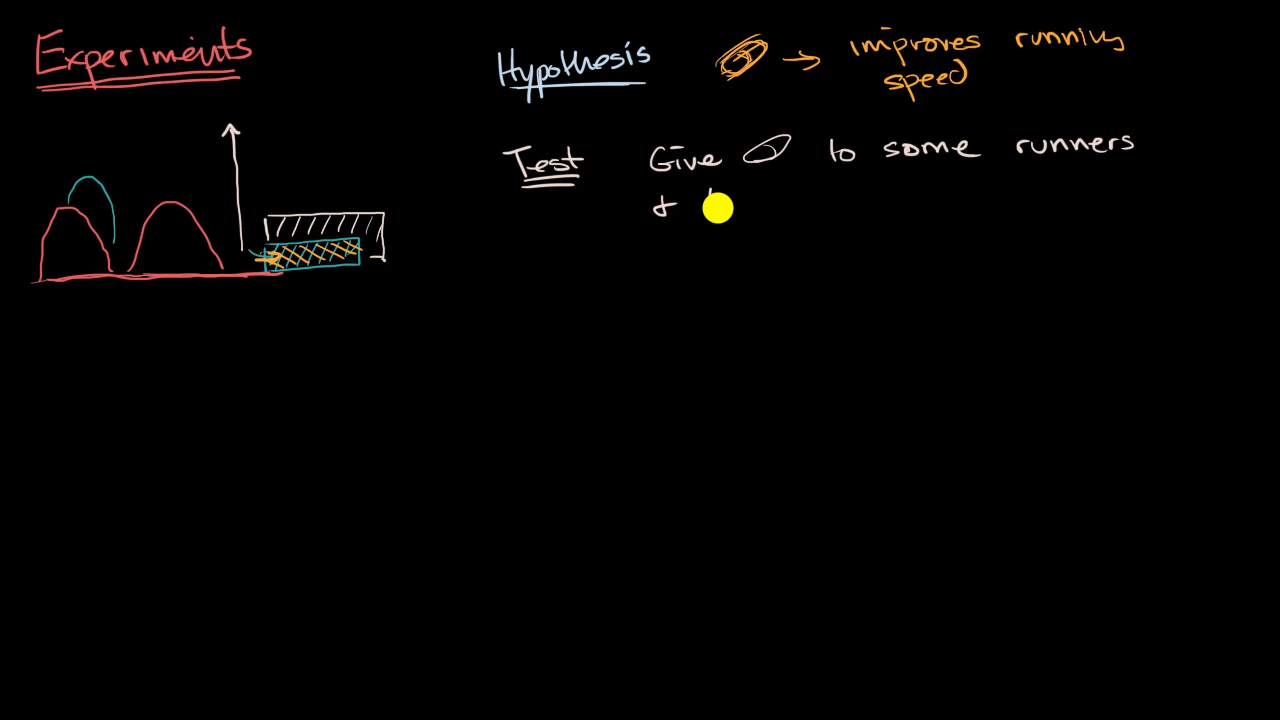 Experiments
Hypothesis → improves running
speed
Test Give to some runners
&